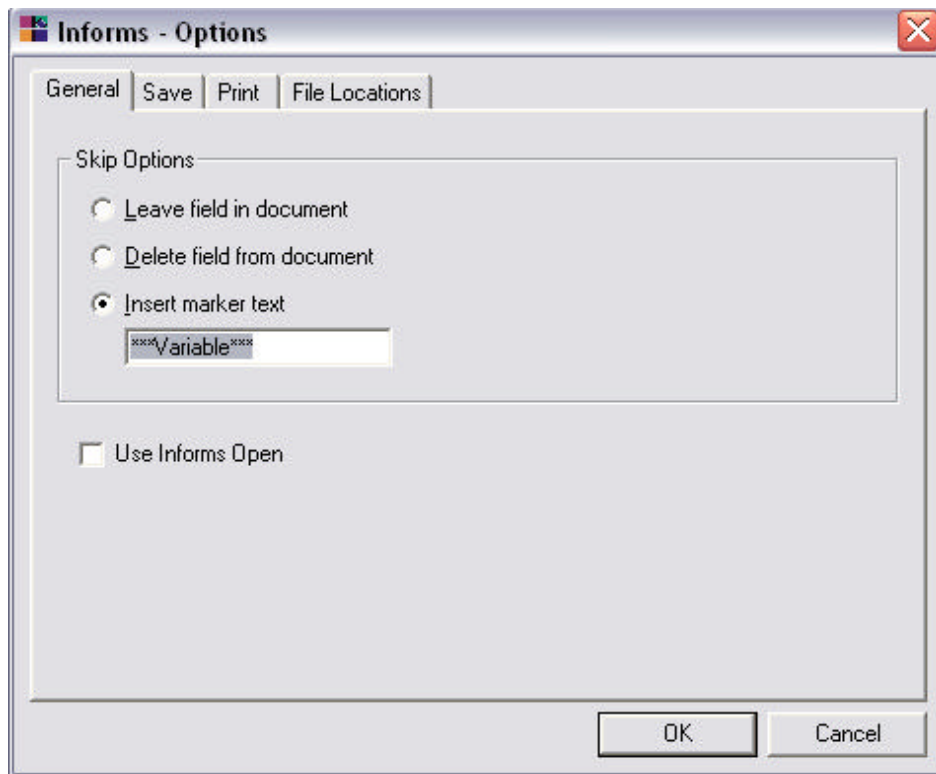 Informs - Options
General Save Print File Locations
Skip Options
Leave field in document
Delete field from document
Insert marker text
***Variable***
Use Informs Open
OK Cancel